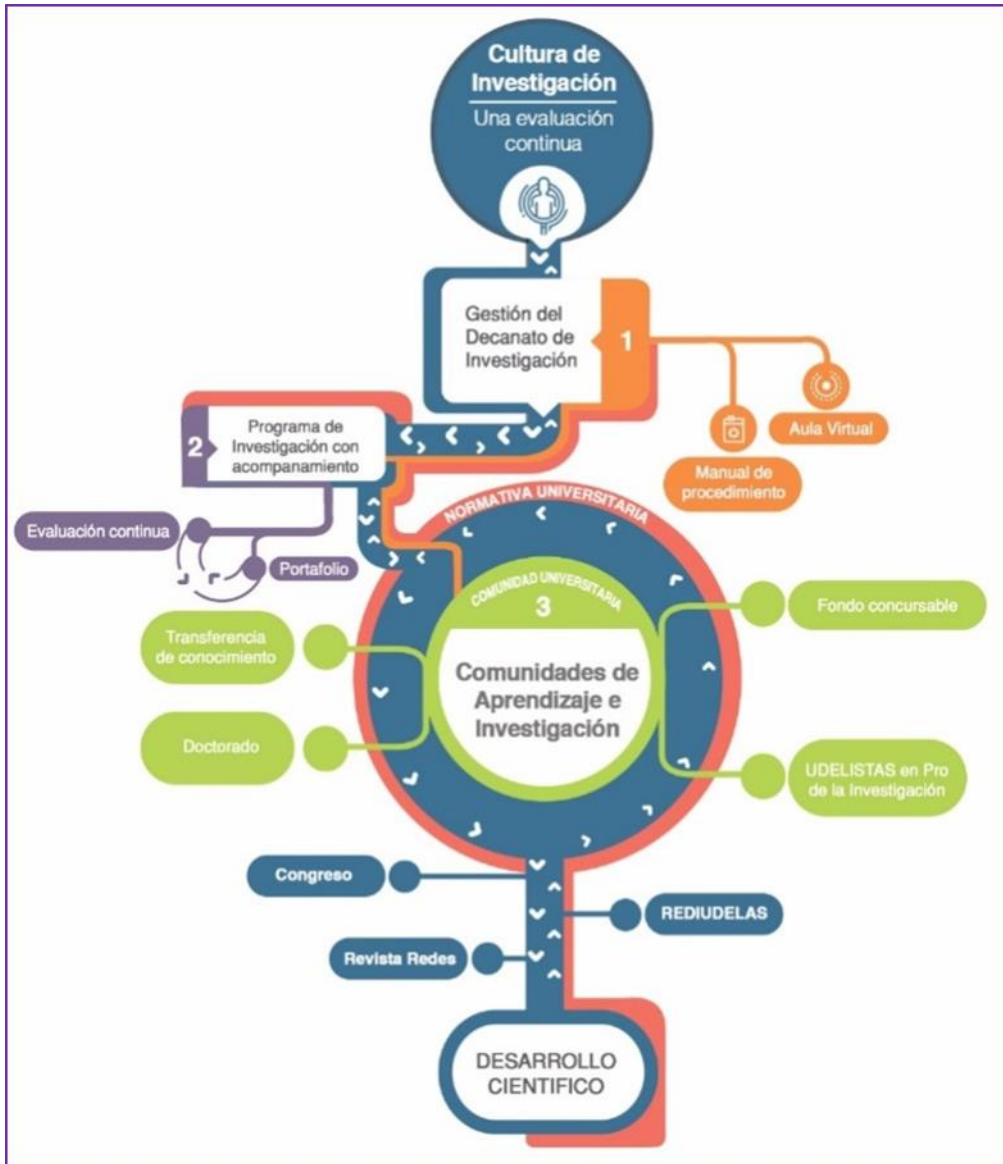 Cultura de
Investigación
Una evaluación
continua
Gestión del
Decanato de
Investigación
1
Aula Virtual
Manual de
procedimiento
2
Programa de
Investigación con
acompanamiento
Evaluación continua
Portafolio
NORMATIVA UNIVERSITARIA
COMUNIDAD UNIVERSITARIA
3
Comunidades de
Aprendizaje e
Investigación
Transferencia
de conocimiento
Doctorado
Fondo concursable
UDELISTAS en Pro
de la Investigación
Congreso
REDIUDELAS
Revista Redes
DESARROLLO
CIENTIFICO